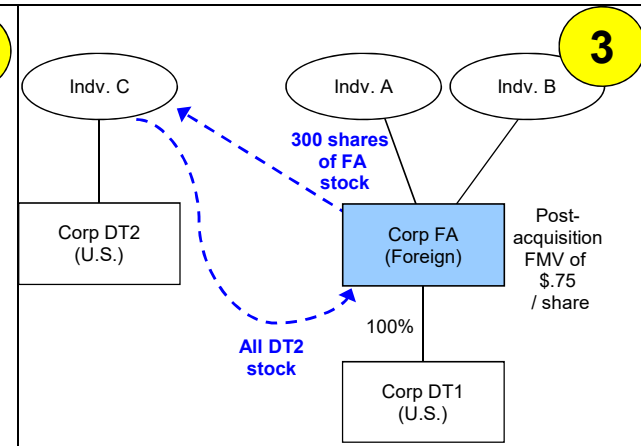 3
Indv. C
Indv. A
Indv. B
300 shares
of FA
stock
Corp DT2
(U.S.)
Corp FA
(Foreign)
Post-
acquisition
FMV of
$.75
/ share
100%
All DT2
stock
Corp DT1
(U.S.)